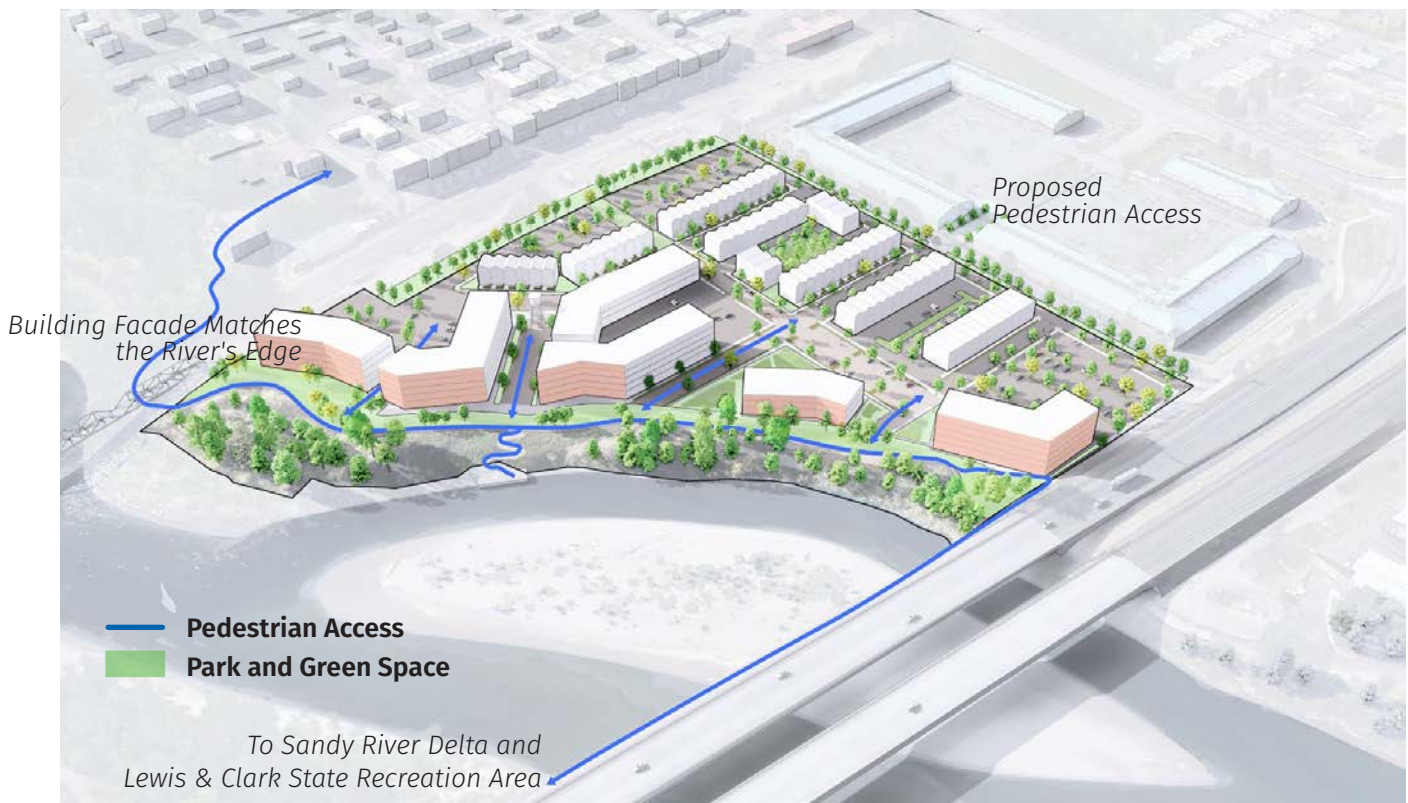 Proposed
Pedestrian Access
Building Facade Matches
the River's Edge
Pedestrian Access
Park and Green Space
To Sandy River Delta and
Lewis & Clark State Recreation Area